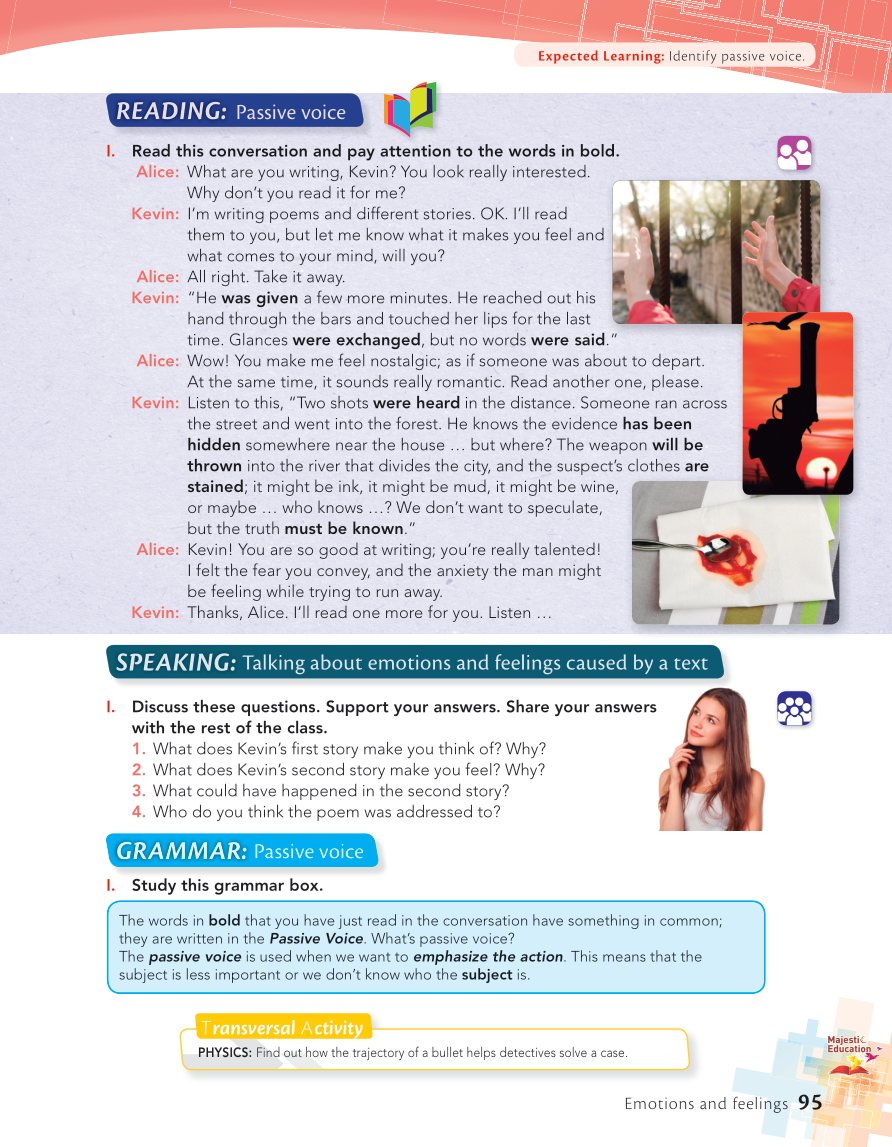 Expected Learning: Identify passive voice.
READING: Passive voice
I. Read this conversation and pay attention to the words in bold.
Alice: What are you writing, Kevin? You look really interested.
Why don't you read it for me?
Kevin: I'm writing poems and different stories. OK. I'll read
them to you, but let me know what it makes you feel and
what comes to your mind, will you?
Alice: All right. Take it away.
Kevin: "He was given a few more minutes. He reached out his
hand through the bars and touched her lips for the last
time. Glances were exchanged, but no words were said."
Alice: Wow! You make me feel nostalgic; as if someone was about to depart.
At the same time, it sounds really romantic. Read another one, please.
Kevin: Listen to this, "Two shots were heard in the distance. Someone ran across
the street and went into the forest. He knows the evidence has been
hidden somewhere near the house … but where? The weapon will be
thrown into the river that divides the city, and the suspect's clothes are
stained; it might be ink, it might be mud, it might be wine,
or maybe … who knows …? We don't want to speculate,
but the truth must be known."
Alice: Kevin! You are so good at writing; you're really talented!
I felt the fear you convey, and the anxiety the man might
be feeling while trying to run away.
Kevin: Thanks, Alice. I'll read one more for you. Listen …
SPEAKING: Talking about emotions and feelings caused by a text
I. Discuss these questions. Support your answers. Share your answers
with the rest of the class.
1. What does Kevin's first story make you think of? Why?
2. What does Kevin's second story make you feel? Why?
3. What could have happened in the second story?
4. Who do you think the poem was addressed to?
GRAMMAR: Passive voice
I. Study this grammar box.
The words in bold that you have just read in the conversation have something in common;
they are written in the Passive Voice. What's passive voice?
The passive voice is used when we want to emphasize the action. This means that the
subject is less important or we don't know who the subject is.
Transversal Activity
PHYSICS: Find out how the trajectory of a bullet helps detectives solve a case.
Majestic
Education
Emotions and feelings 95